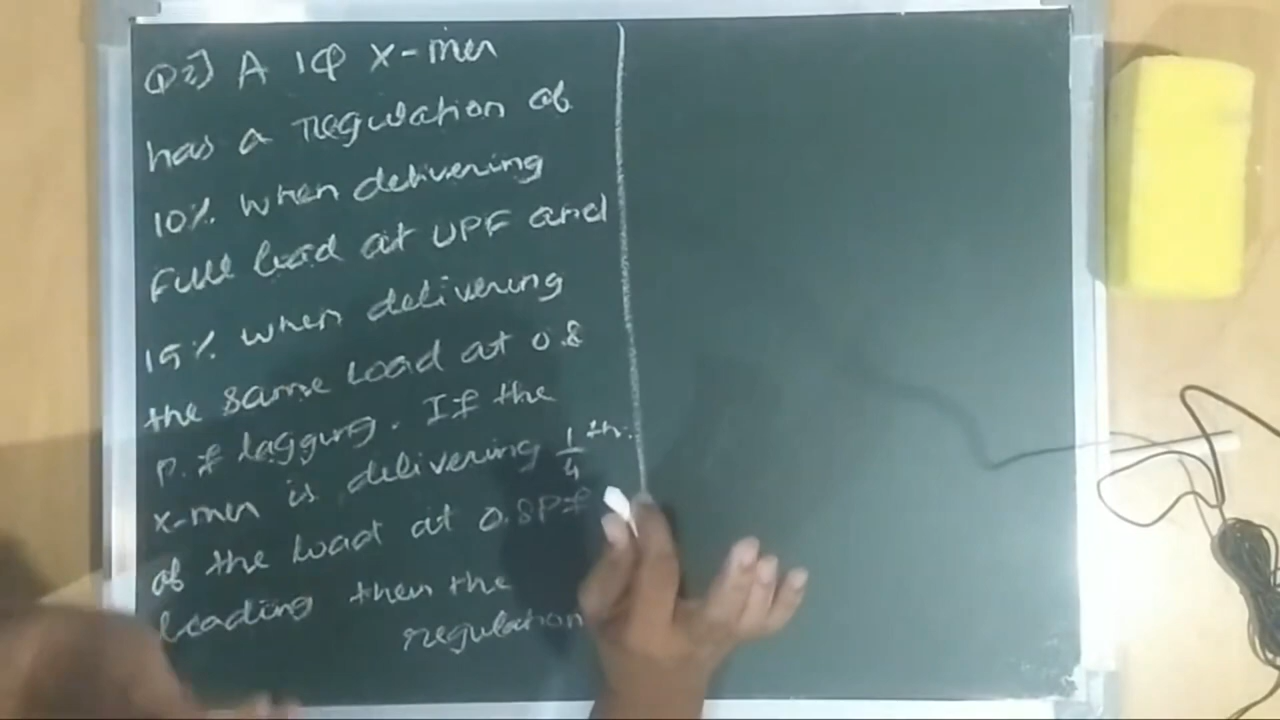 Q2) A 1φ X-mer
has a regulation of
10% when delivering
full load at UPF and
15% when delivering
the same load at 0.8
P.f lagging. If the
x-mer is delivering 1/4 th
of the load at 0.8 Pf
leading then the
regulation